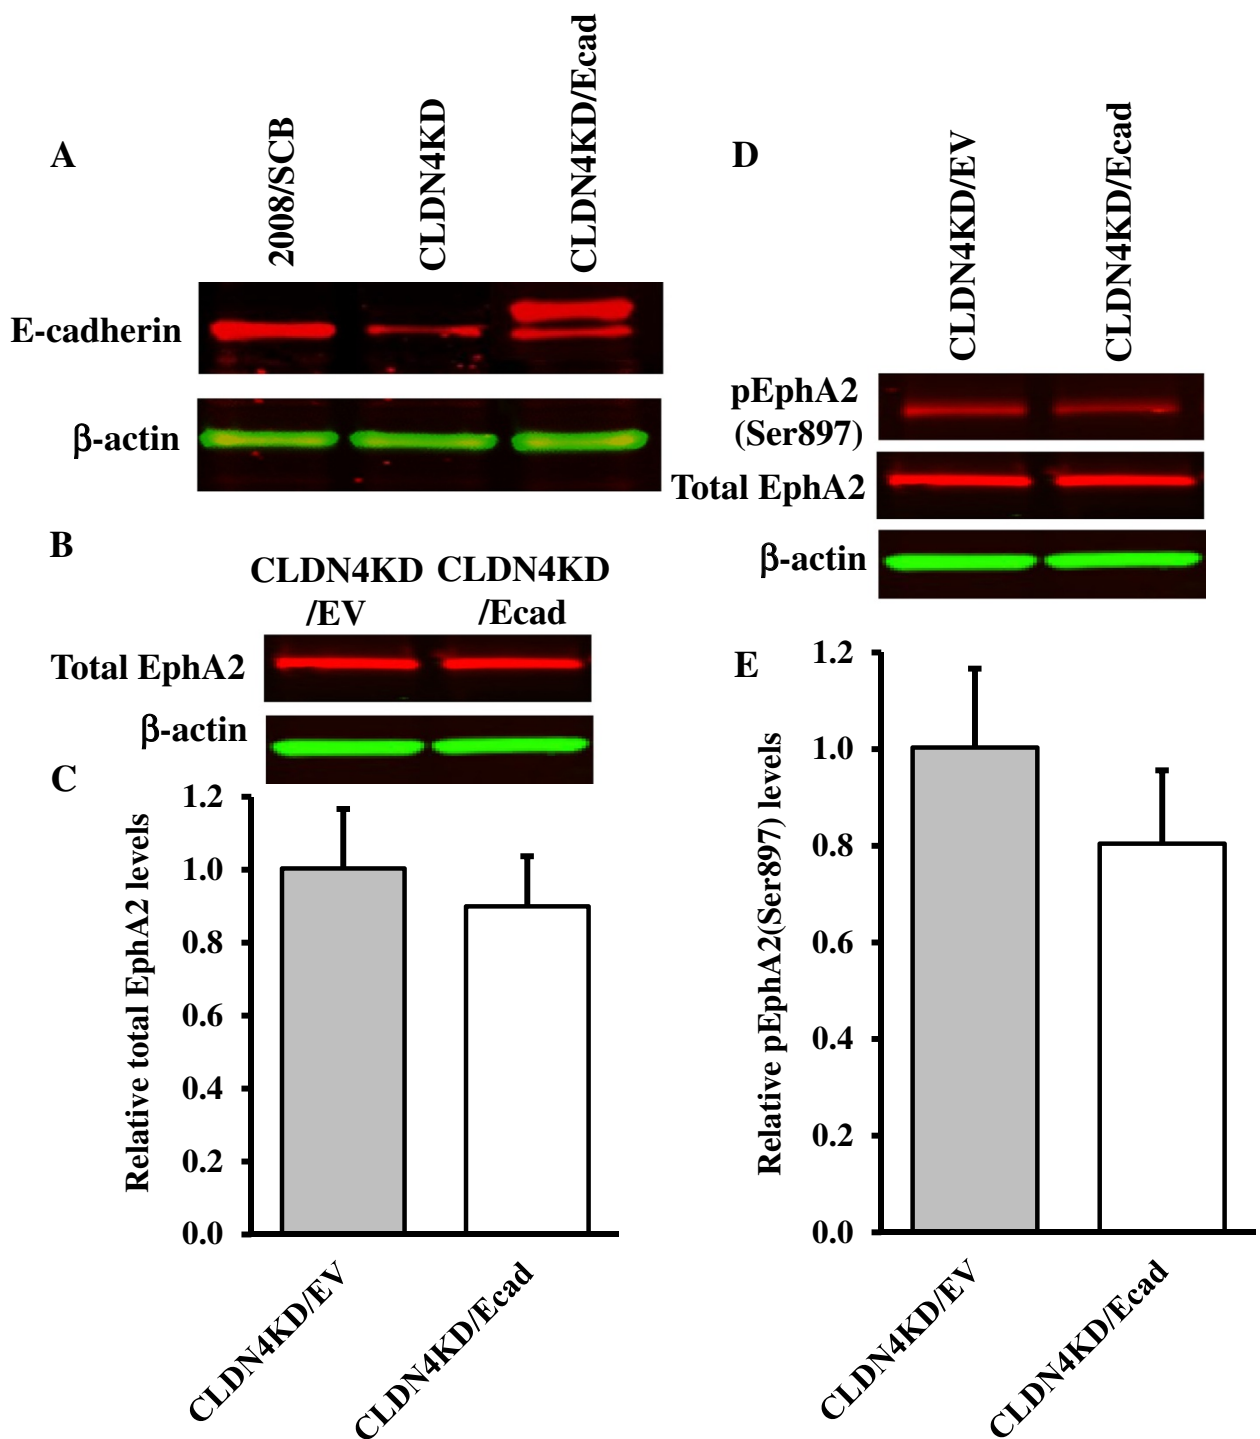 A
2008/SCB
CLDN4KD
CLDN4KD/Ecad
E-cadherin
β-actin
B
CLDN4KD CLDN4KD
/EV /Ecad
Total EphA2
β-actin
C
Relative total EphA2 levels
1.2
1.0
0.8
0.6
0.4
0.2
0.0
CLDN4KD/EV
CLDN4KD/Ecad
D
CLDN4KD/EV
CLDN4KD/Ecad
pEphA2
(Ser897)
Total EphA2
β-actin
E
Relative pEphA2(Ser897) levels
1.2
1.0
0.8
0.6
0.4
0.2
0.0
CLDN4KD/EV
CLDN4KD/Ecad